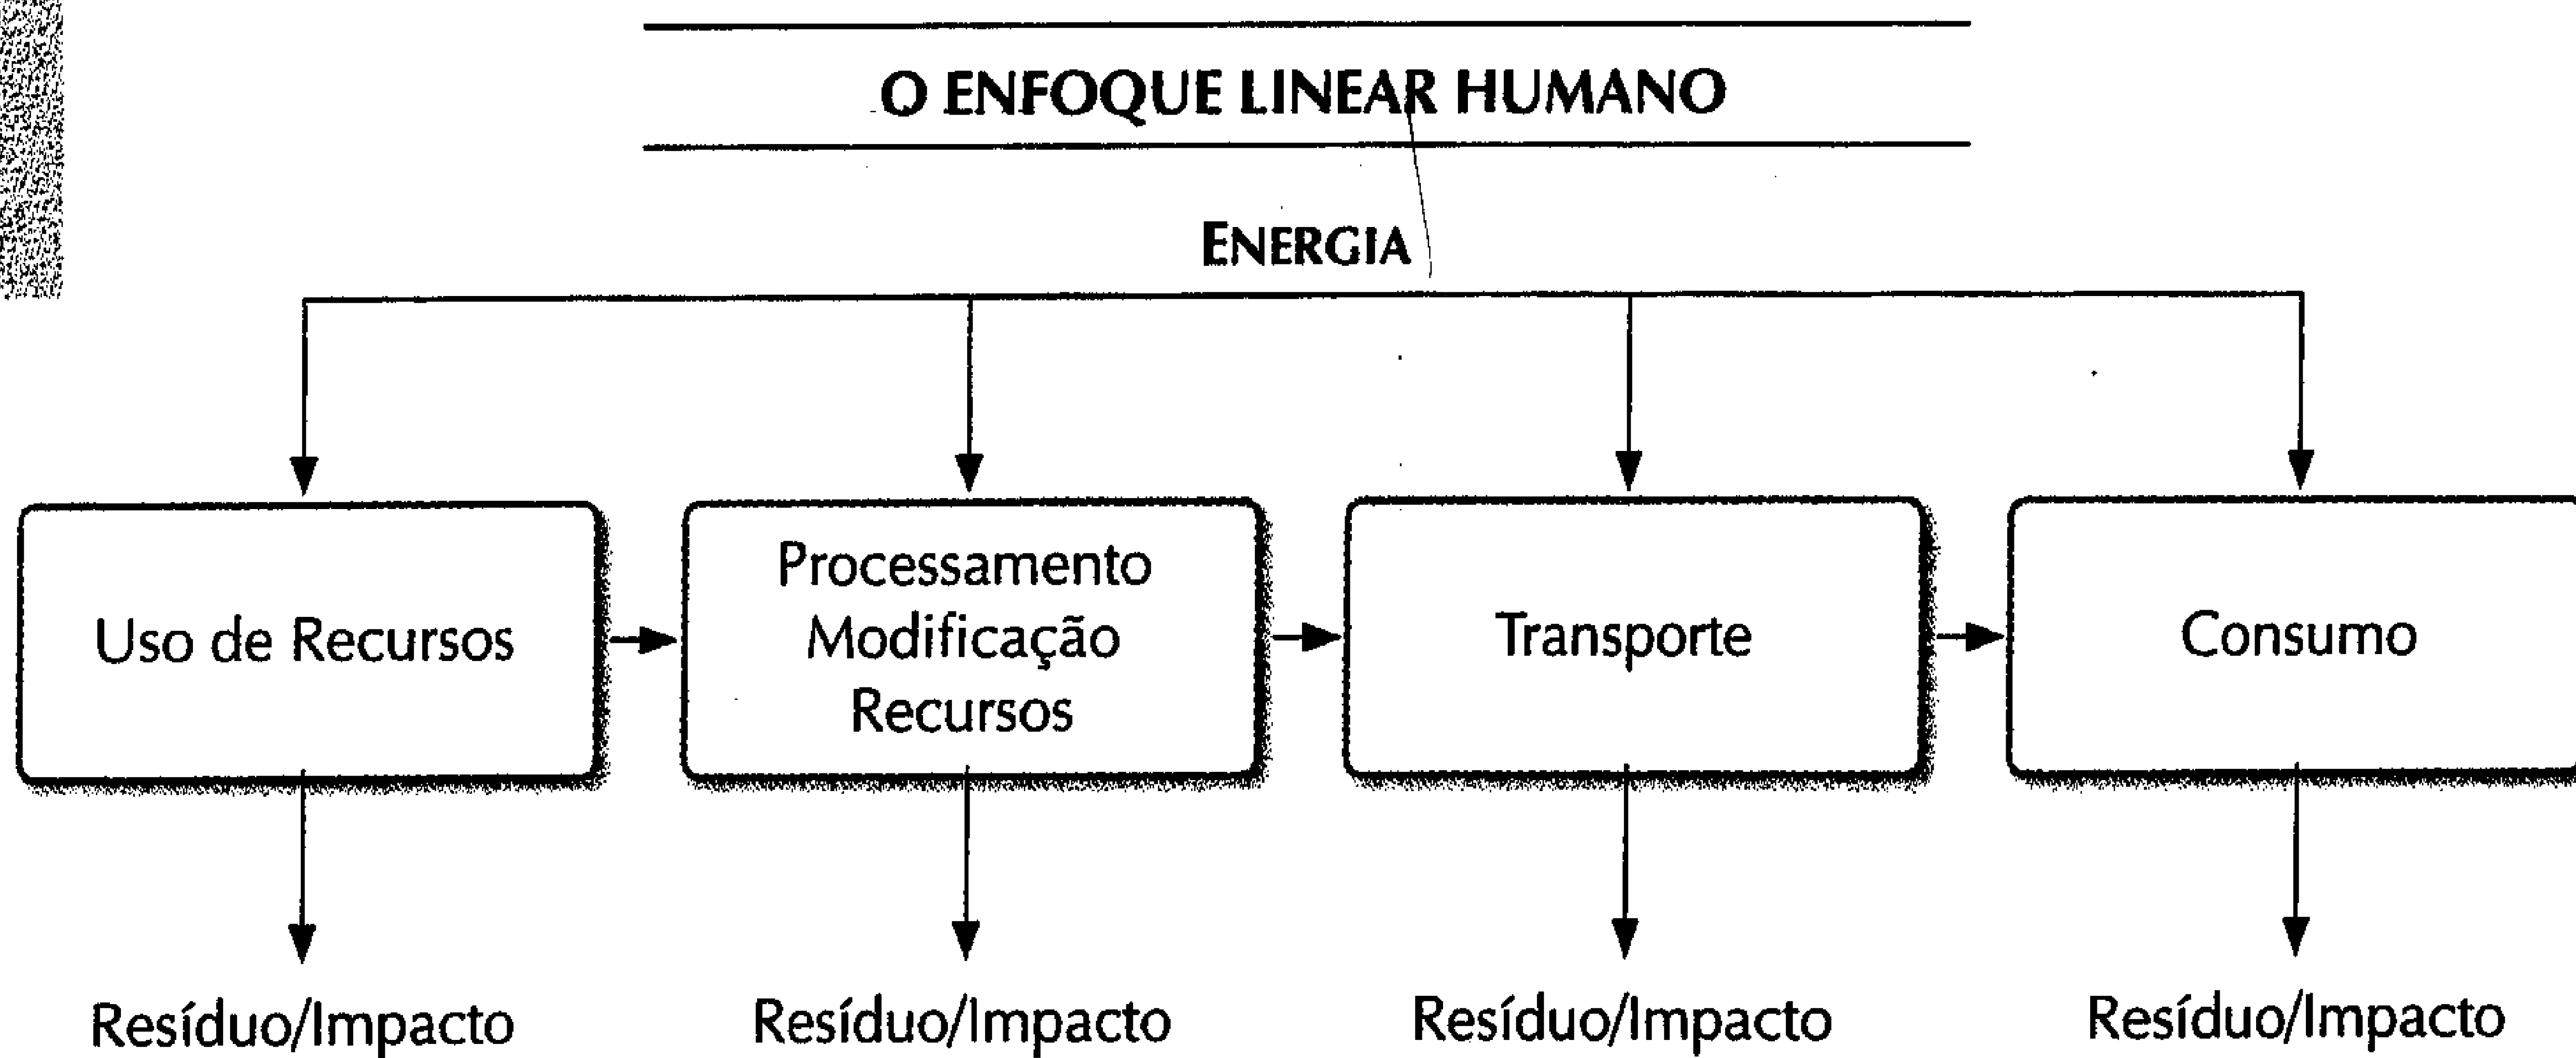 O ENFOQUE LINEAR HUMANO
ENERGIA
Uso de Recursos
Processamento
Modificação
Recursos
Transporte
Consumo
Resíduo/Impacto
Resíduo/Impacto
Resíduo/Impacto
Resíduo/Impacto